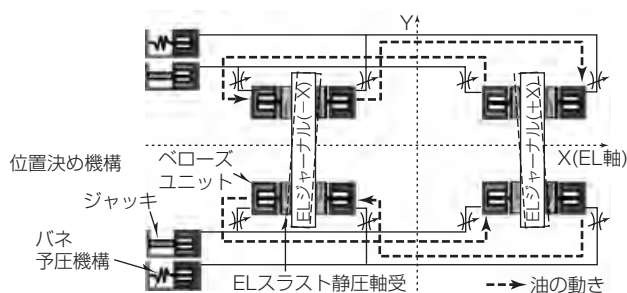 Y
ELジャーナル(−X)
ELジャーナル(+X)
X(EL軸)
位置決め機構
ベローズ
ユニット
ジャッキ
バネ
予圧機構
ELスラスト静圧軸受
油の動き